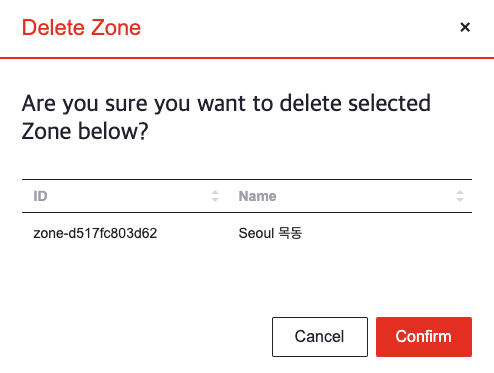 Delete Zone ×
Are you sure you want to delete selected
Zone below?
ID Name
zone-d517fc803d62 Seoul 목동
Cancel Confirm